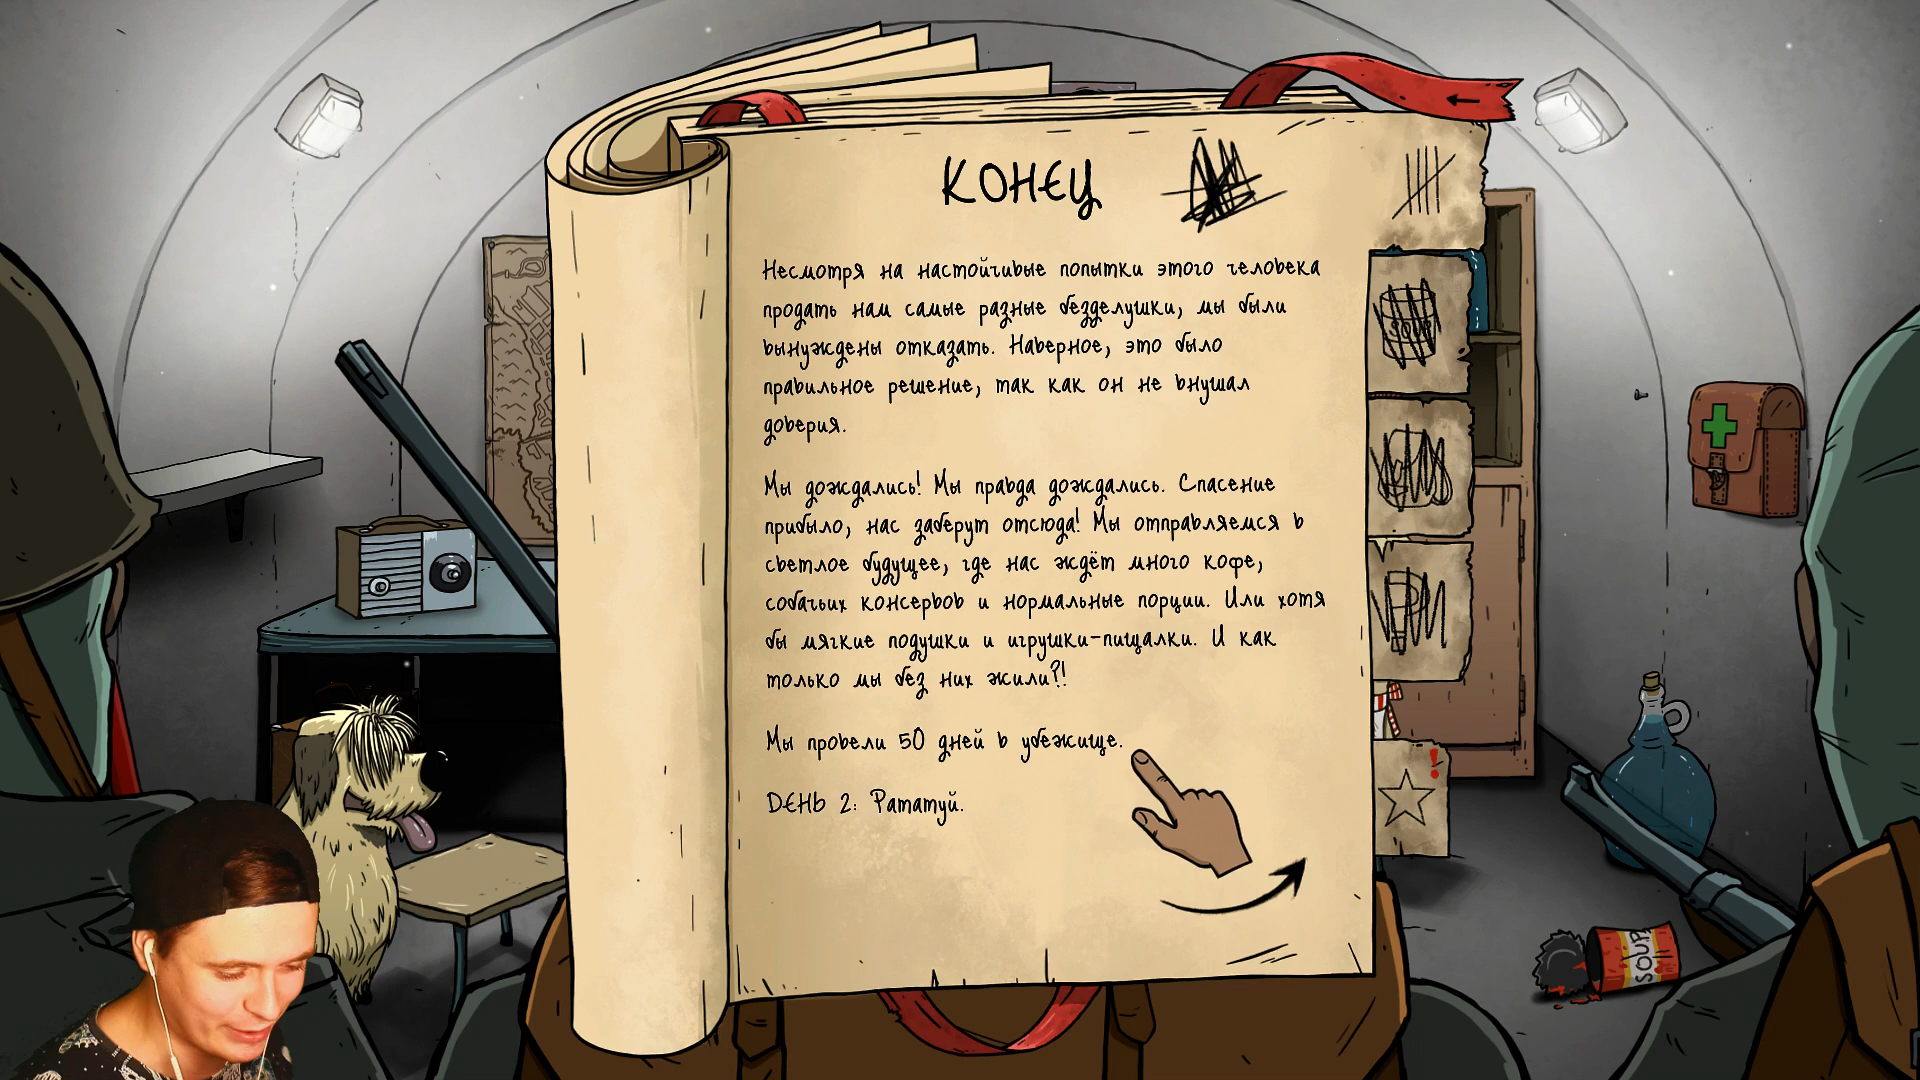 КОНЕЦ
Несмотря на настойчивые попытки этого человека
продать нам самые разные безделушки, мы были
вынуждены отказать. Наверное, это было
правильное решение, так как он не внушал
доверия.
Мы дождались! Мы правда дождались. Спасение
прибыло, нас заберут отсюда! Мы отправляемся в
светлое будущее, где нас ждёт много кофе,
собачьих консервов и нормальные порции. Или хотя
бы мягкие подушки и игрушки-пищалки. И как
только мы без них жили?!
Мы провели 50 дней в убежище.
ДЕНЬ 2: Рататуй.
!
SOUP